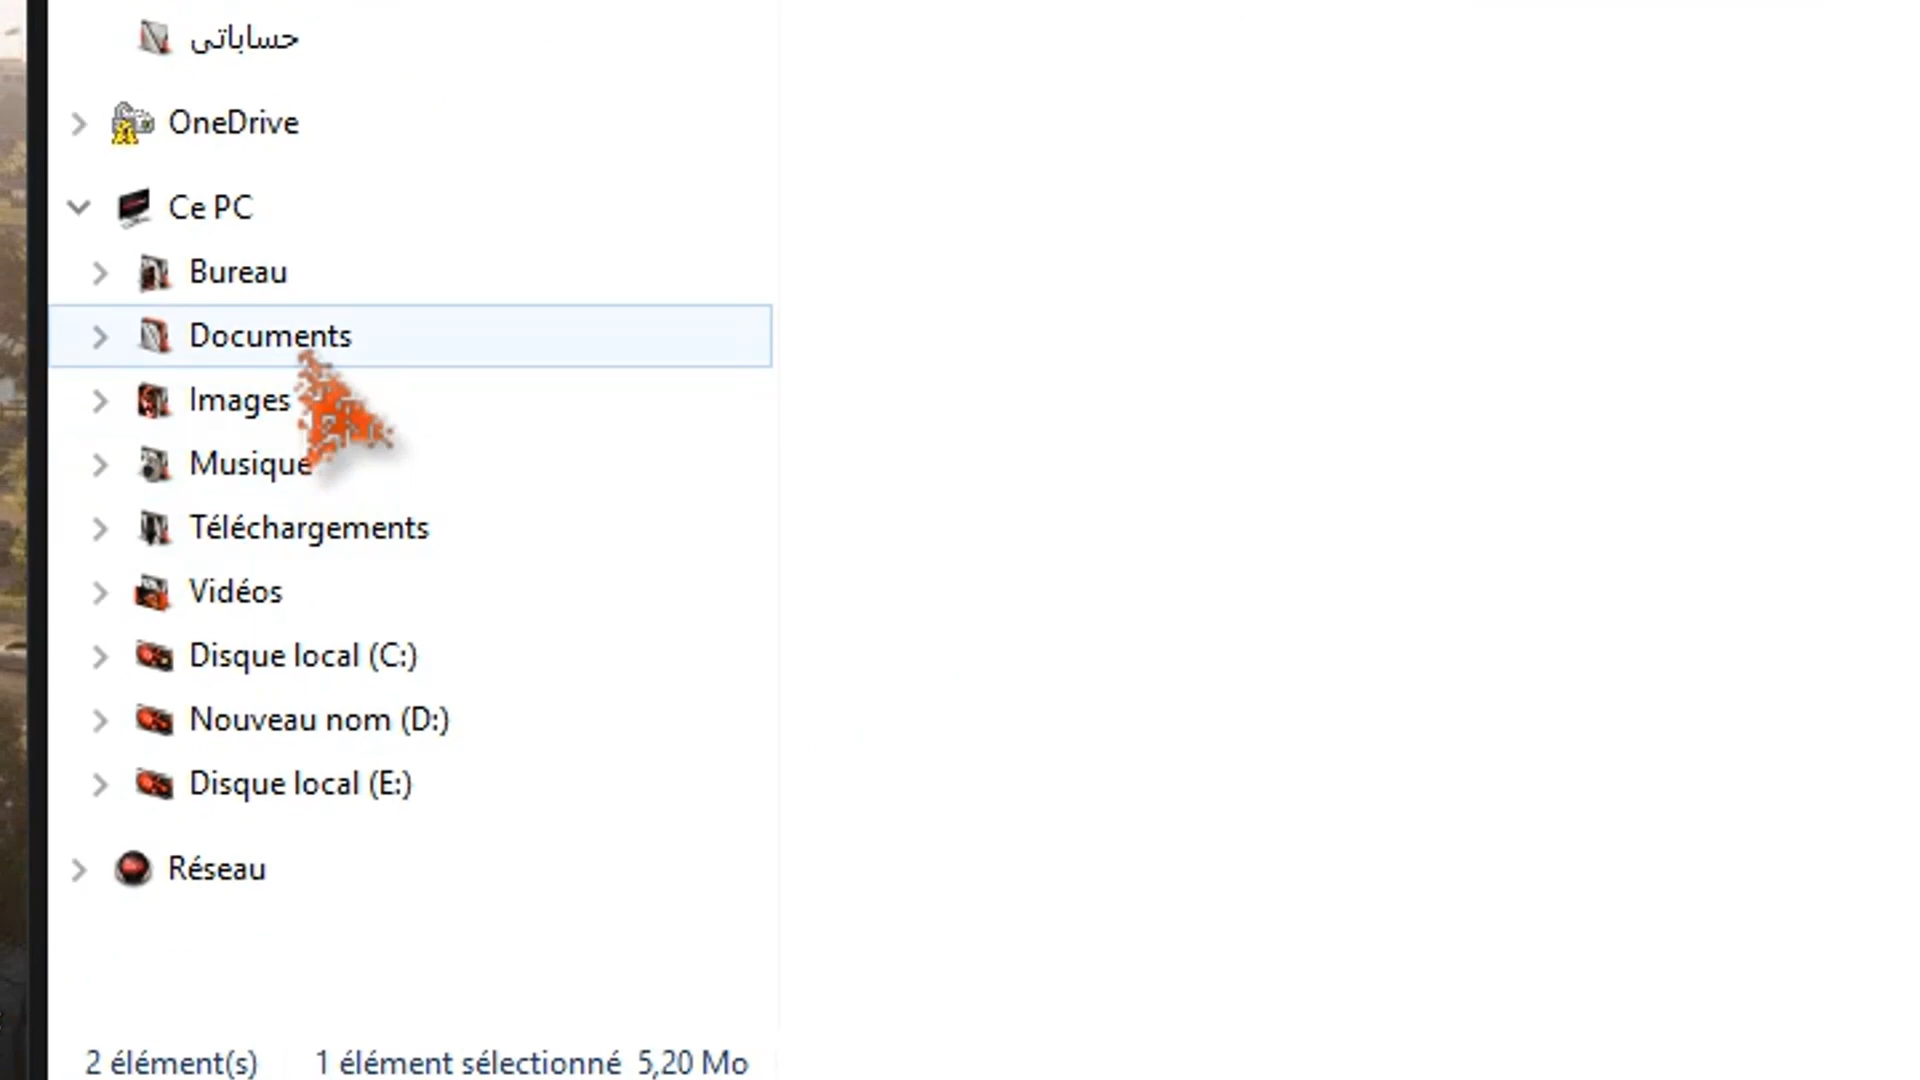 حساباتي
OneDrive
Ce PC
Bureau
Documents
Images
Musique
Téléchargements
Vidéos
Disque local (C:)
Nouveau nom (D:)
Disque local (E:)
Réseau
2 élément(s) 1 élément sélectionné 5,20 Mo